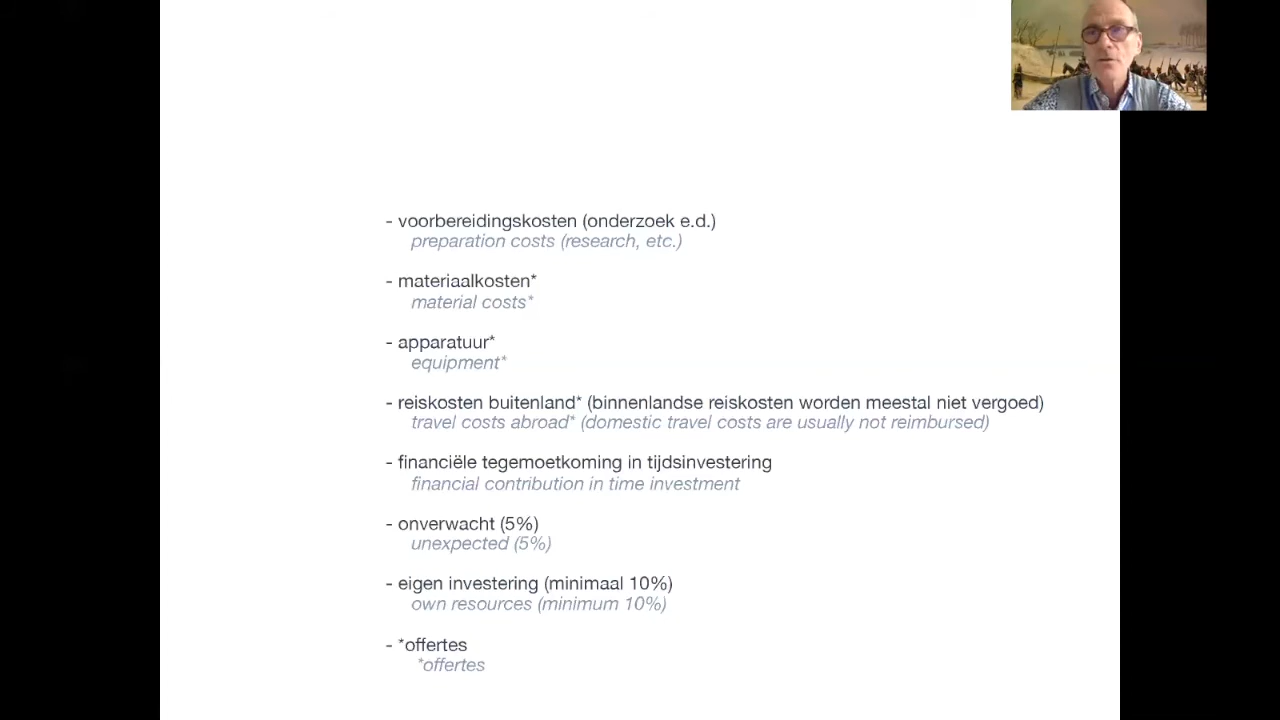 - voorbereidingskosten (onderzoek e.d.)
preparation costs (research, etc.)
- materiaalkosten*
material costs*
- apparatuur*
equipment*
- reiskosten buitenland* (binnenlandse reiskosten worden meestal niet vergoed)
travel costs abroad* (domestic travel costs are usually not reimbursed)
- financiële tegemoetkoming in tijdsinvestering
financial contribution in time investment
- onverwacht (5%)
unexpected (5%)
- eigen investering (minimaal 10%)
own resources (minimum 10%)
- *offertes
*offertes